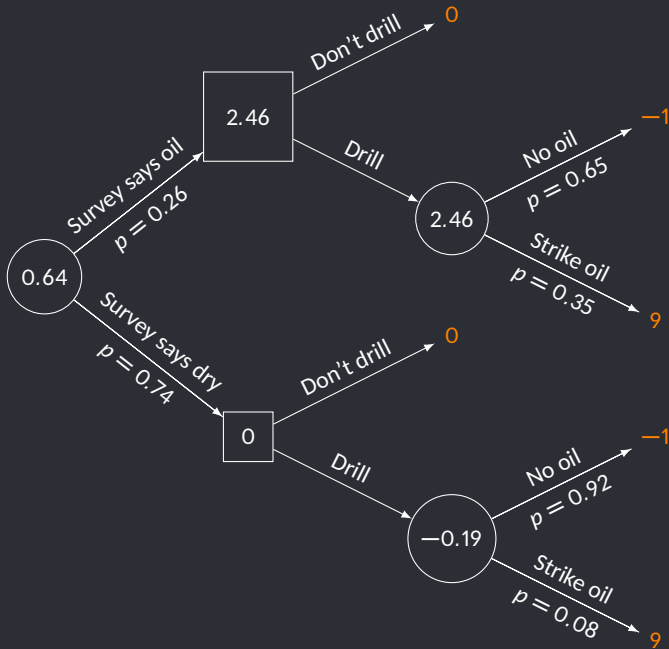 0
Don't drill
2.46
−1
No oil
p = 0.65
Drill
2.46
Survey says oil
p = 0.26
Strike oil
p = 0.35
9
0.64
Survey says dry
p = 0.74
0
Don't drill
0
−1
No oil
p = 0.92
Drill
−0.19
Strike oil
p = 0.08
9